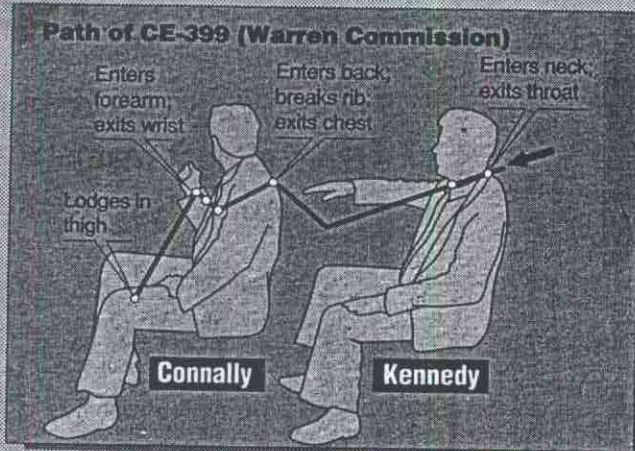 Path of CE-399 (Warren Commission)
Enters
forearm;
exits wrist
Enters back;
breaks rib;
exits chest
Enters neck;
exits throat
Lodges in
thigh
Connally
Kennedy